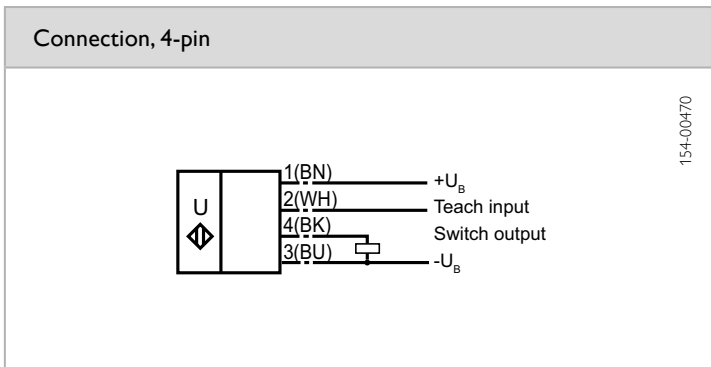 Connection, 4-pin
154-00470
U
1(BN)
+U_B
2(WH)
Teach input
4(BK)
Switch output
3(BU)
-U_B